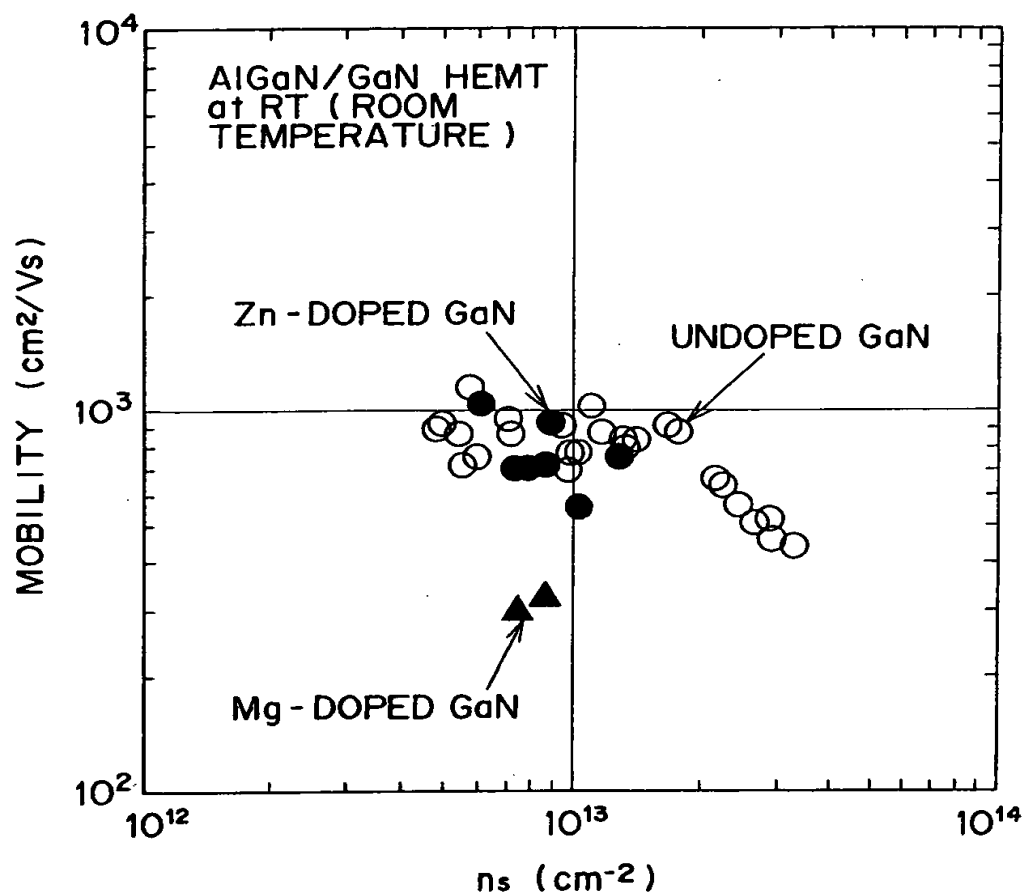 10⁴
AlGaN/GaN HEMT
at RT ( ROOM
TEMPERATURE )
Zn-DOPED GaN
UNDOPED GaN
10³
MOBILITY (cm²/Vs)
Mg-DOPED GaN
10²
10¹²
10¹³
10¹⁴
ns (cm⁻²)